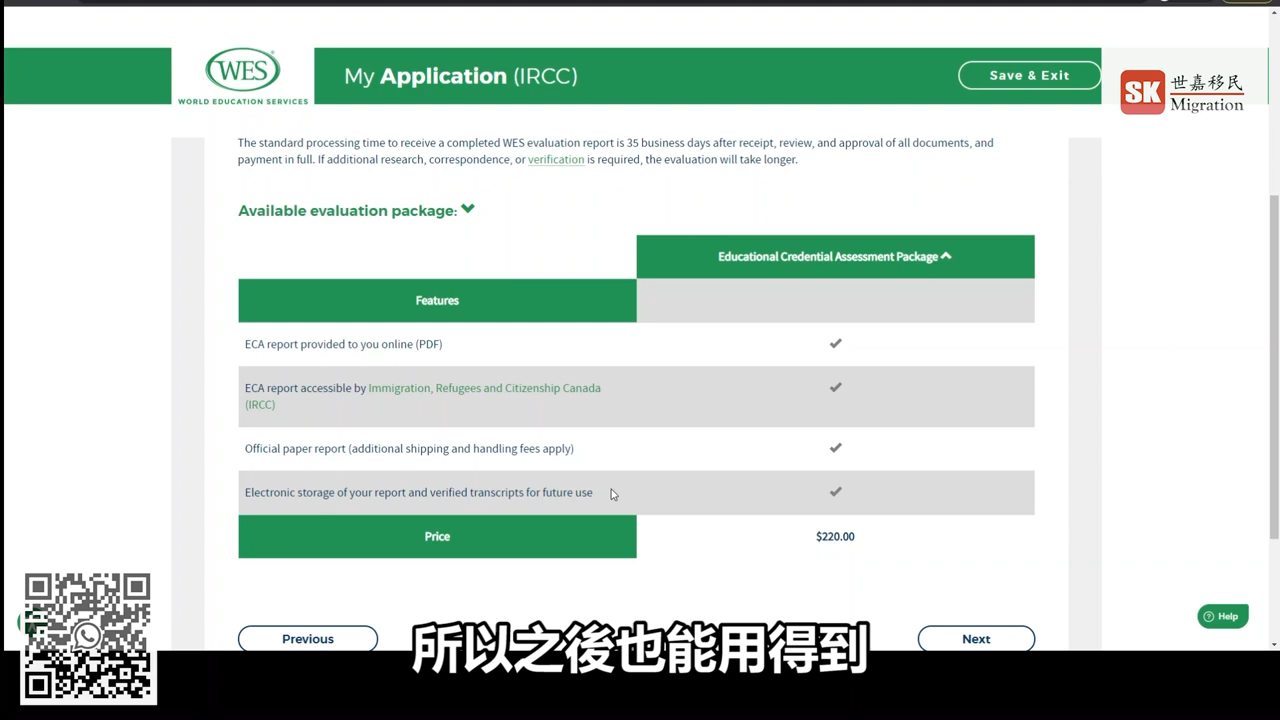 WES
WORLD EDUCATION SERVICES
My Application (IRCC)
Save & Exit
SK 世嘉移民
Migration
The standard processing time to receive a completed WES evaluation report is 35 business days after receipt, review, and approval of all documents, and
payment in full. If additional research, correspondence, or verification is required, the evaluation will take longer.
Available evaluation package:
Educational Credential Assessment Package
Features
ECA report provided to you online (PDF)
ECA report accessible by Immigration, Refugees and Citizenship Canada
(IRCC)
Official paper report (additional shipping and handling fees apply)
Electronic storage of your report and verified transcripts for future use
Price
$220.00
Help
Previous
Next
所以之後也能用得到